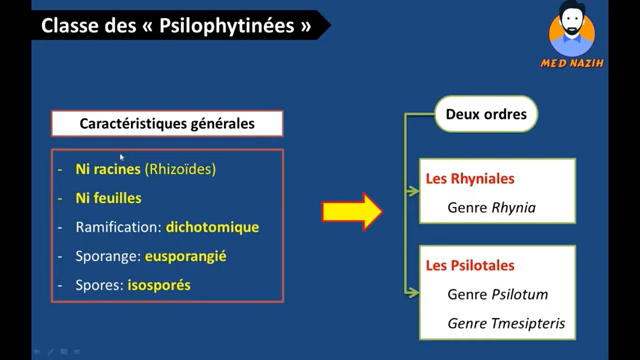 Classe des « Psilophytinées »
MED NAZIH
Caractéristiques générales
- Ni racines (Rhizoïdes)
- Ni feuilles
- Ramification: dichotomique
- Sporange: eusporangié
- Spores: isosporés
Deux ordres
Les Rhyniales
Genre Rhynia
Les Psilotales
Genre Psilotum
Genre Tmesipteris